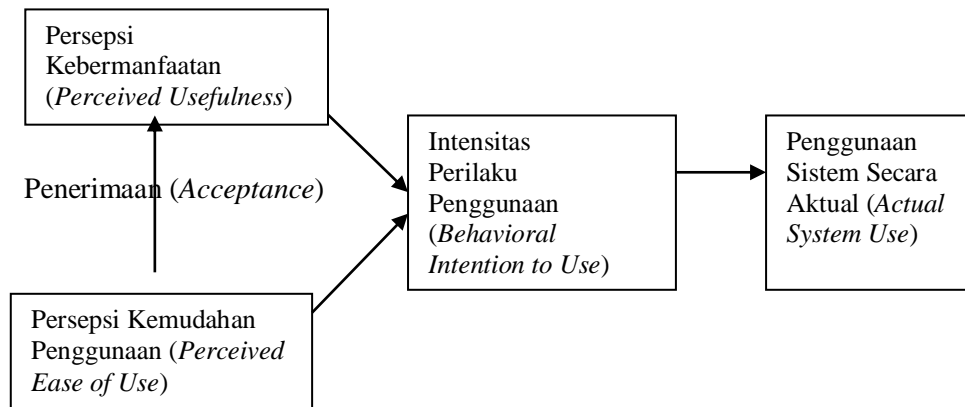 Persepsi
Kebermanfaatan
(Perceived Usefulness)
Penerimaan (Acceptance)
Persepsi Kemudahan
Penggunaan (Perceived
Ease of Use)
Intensitas
Perilaku
Penggunaan
(Behavioral
Intention to Use)
Penggunaan
Sistem Secara
Aktual (Actual
System Use)